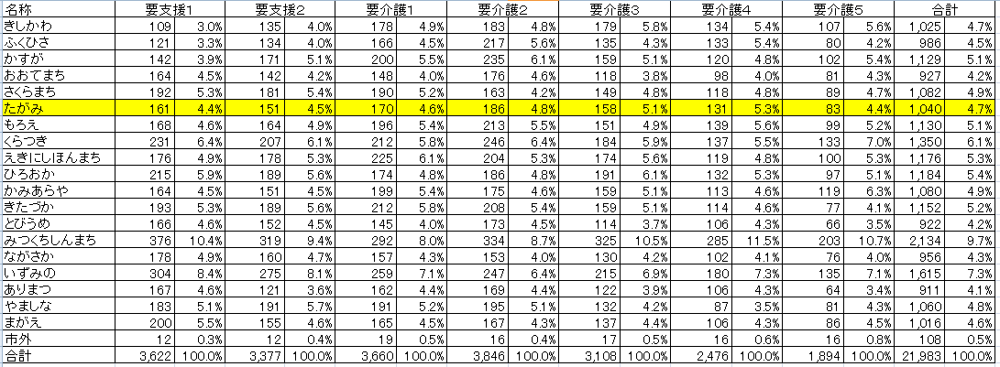 名称 要支援1 要支援2 要介護1 要介護2 要介護3 要介護4 要介護5 合計
ぎしかわ 109 3.0% 135 4.0% 178 4.9% 183 4.8% 179 5.8% 134 5.4% 107 5.6% 1,025 4.7%
ふくひさ 121 3.3% 134 4.0% 166 4.5% 217 5.6% 135 4.3% 133 5.4% 80 4.2% 986 4.5%
かすが 142 3.9% 171 5.1% 200 5.5% 235 6.1% 159 5.1% 120 4.8% 102 5.4% 1,129 5.1%
おおてまち 164 4.5% 142 4.2% 148 4.0% 176 4.6% 118 3.8% 98 4.0% 81 4.3% 927 4.2%
さくらまち 192 5.3% 181 5.4% 190 5.2% 163 4.2% 149 4.8% 118 4.8% 89 4.7% 1,082 4.9%
たがみ 161 4.4% 151 4.5% 170 4.6% 186 4.8% 158 5.1% 131 5.3% 83 4.4% 1,040 4.7%
もろえ 168 4.6% 164 4.9% 196 5.4% 213 5.5% 151 4.9% 139 5.6% 99 5.2% 1,130 5.1%
くらつき 231 6.4% 207 6.1% 212 5.8% 246 6.4% 184 5.9% 137 5.5% 133 7.0% 1,350 6.1%
えきにしほんまち 176 4.9% 178 5.3% 225 6.1% 204 5.3% 174 5.6% 119 4.8% 100 5.3% 1,176 5.3%
ひろおか 215 5.9% 189 5.6% 174 4.8% 186 4.8% 191 6.1% 132 5.3% 97 5.1% 1,184 5.4%
かみあらや 164 4.5% 151 4.5% 199 5.4% 175 4.6% 159 5.1% 113 4.6% 119 6.3% 1,080 4.9%
きたづか 193 5.3% 189 5.6% 212 5.8% 208 5.4% 159 5.1% 114 4.6% 77 4.1% 1,152 5.2%
とびうめ 166 4.6% 152 4.5% 145 4.0% 173 4.5% 114 3.7% 106 4.3% 66 3.5% 922 4.2%
みつくちしんまち 376 10.4% 319 9.4% 292 8.0% 334 8.7% 325 10.5% 285 11.5% 203 10.7% 2,134 9.7%
ながさか 178 4.9% 160 4.7% 157 4.3% 153 4.0% 130 4.2% 102 4.1% 76 4.0% 956 4.3%
いずみの 304 8.4% 275 8.1% 259 7.1% 247 6.4% 215 6.9% 180 7.3% 135 7.1% 1,615 7.3%
ありまつ 167 4.6% 121 3.6% 162 4.4% 169 4.4% 122 3.9% 106 4.3% 64 3.4% 911 4.1%
やましな 183 5.1% 191 5.7% 191 5.2% 195 5.1% 132 4.2% 87 3.5% 81 4.3% 1,060 4.8%
まがえ 200 5.5% 155 4.6% 165 4.5% 167 4.3% 137 4.4% 106 4.3% 86 4.5% 1,016 4.6%
市外 12 0.3% 12 0.4% 19 0.5% 16 0.4% 17 0.5% 16 0.6% 16 0.8% 108 0.5%
合計 3,622 100.0% 3,377 100.0% 3,660 100.0% 3,846 100.0% 3,108 100.0% 2,476 100.0% 1,894 100.0% 21,983 100.0%